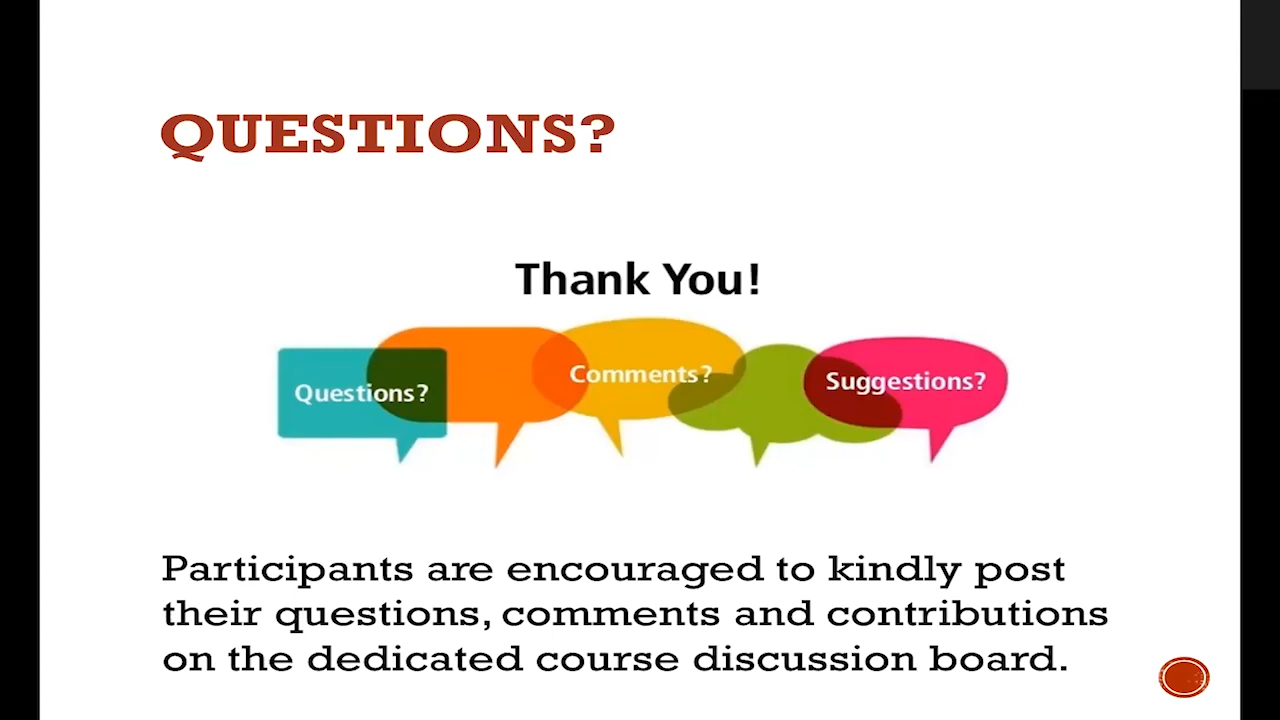 QUESTIONS?
Thank You!
Questions?
Comments?
Suggestions?
Participants are encouraged to kindly post
their questions, comments and contributions
on the dedicated course discussion board.